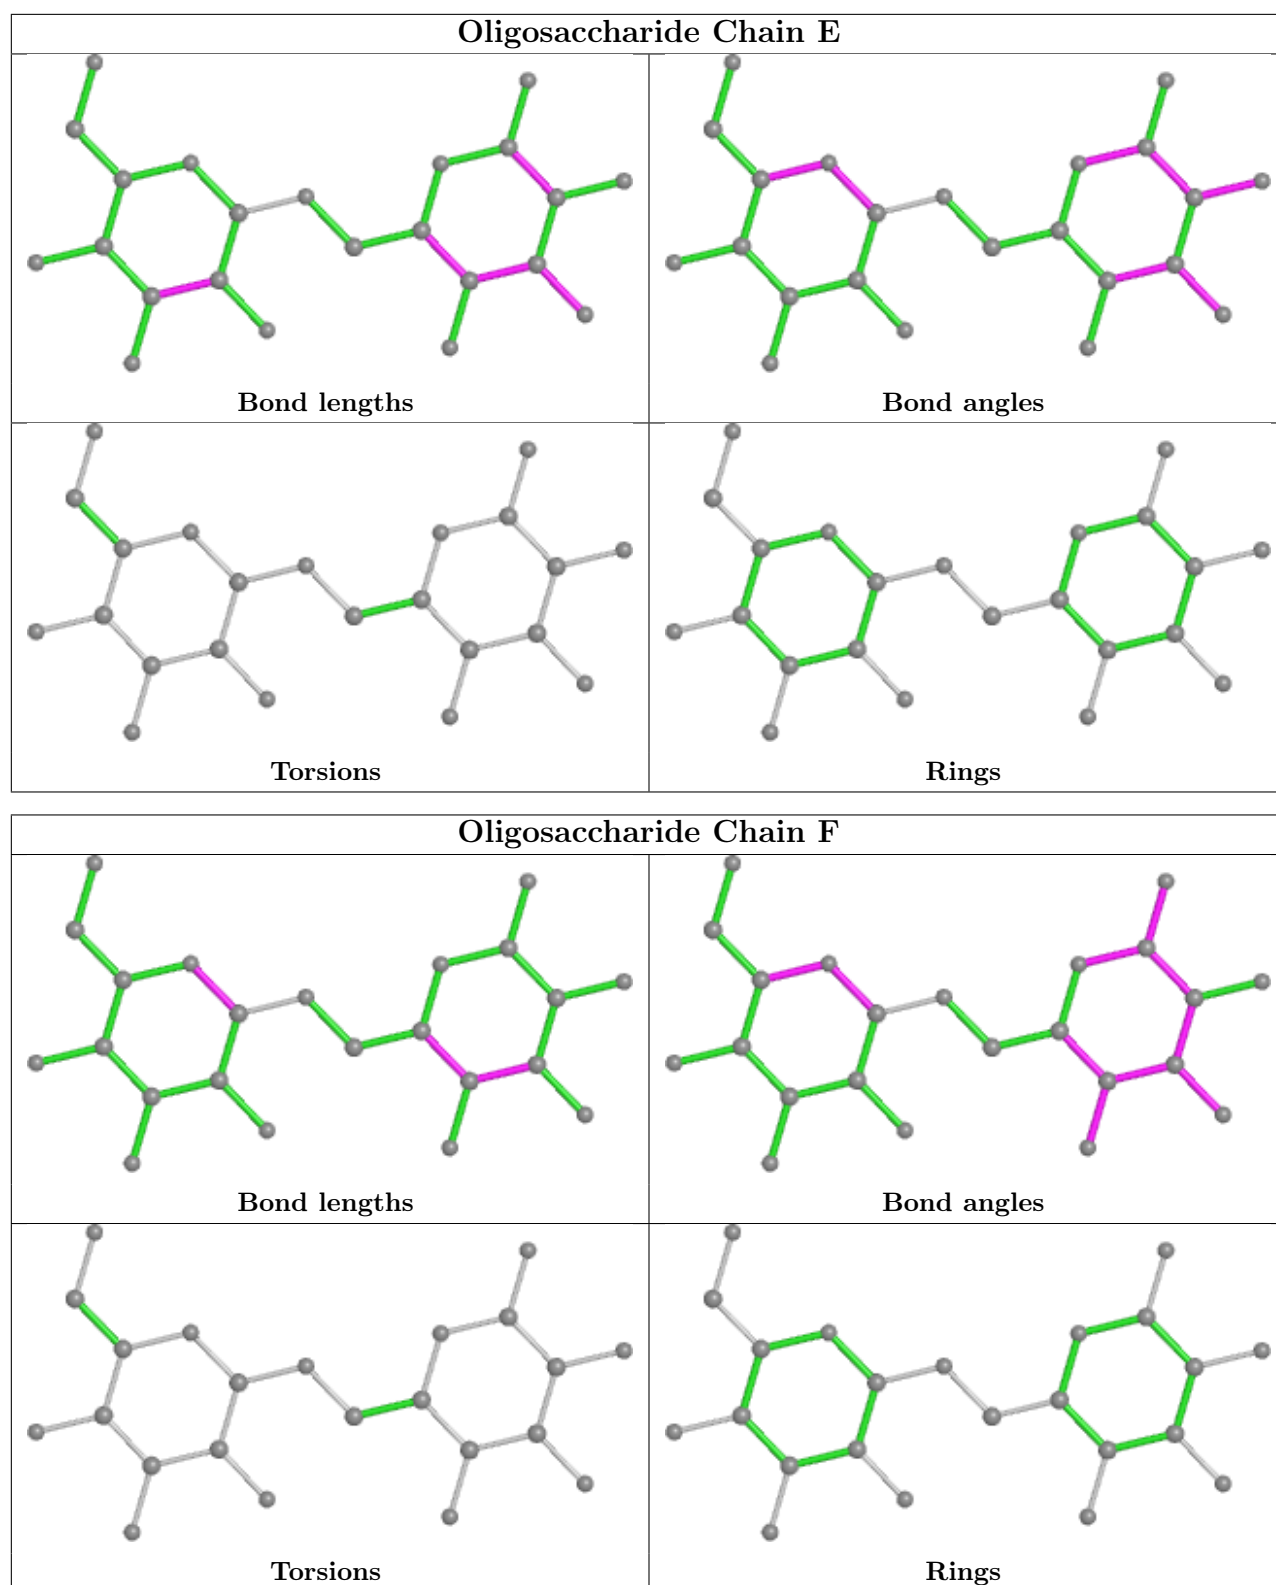 Oligosaccharide Chain E
Bond lengths
Bond angles
Torsions
Rings
Oligosaccharide Chain F
Bond lengths
Bond angles
Torsions
Rings